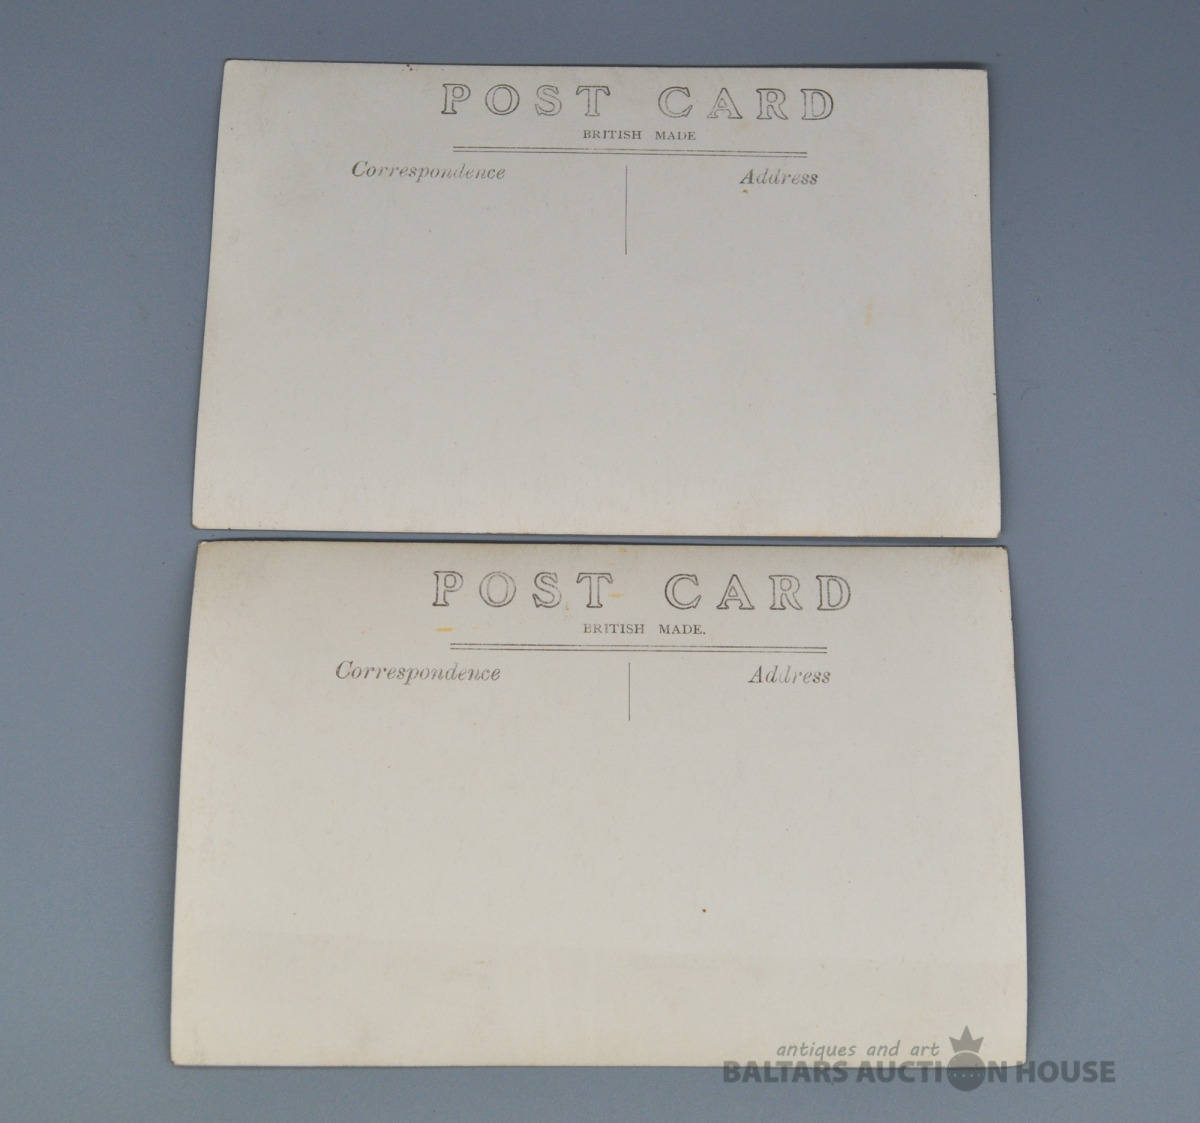 POST CARD
BRITISH MADE
Correspondence Address
POST CARD
BRITISH MADE.
Correspondence Address
antiques and art
BALTARS AUCTION HOUSE